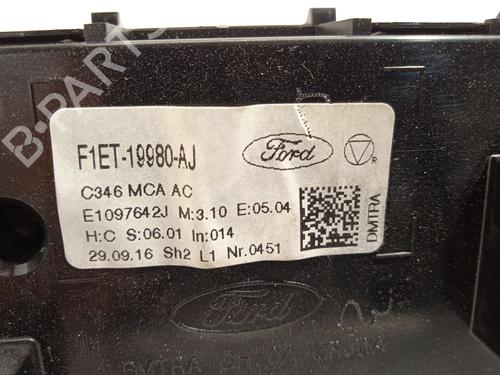 F1ET-19980-AJ
Ford
R
C346 MCA AC
E1097642J M:3.10 E:05.04
H:C S:06.01 In:014
29.09.16 Sh2 L1 Nr.0451
DMTRA
Ford
B-PARTS